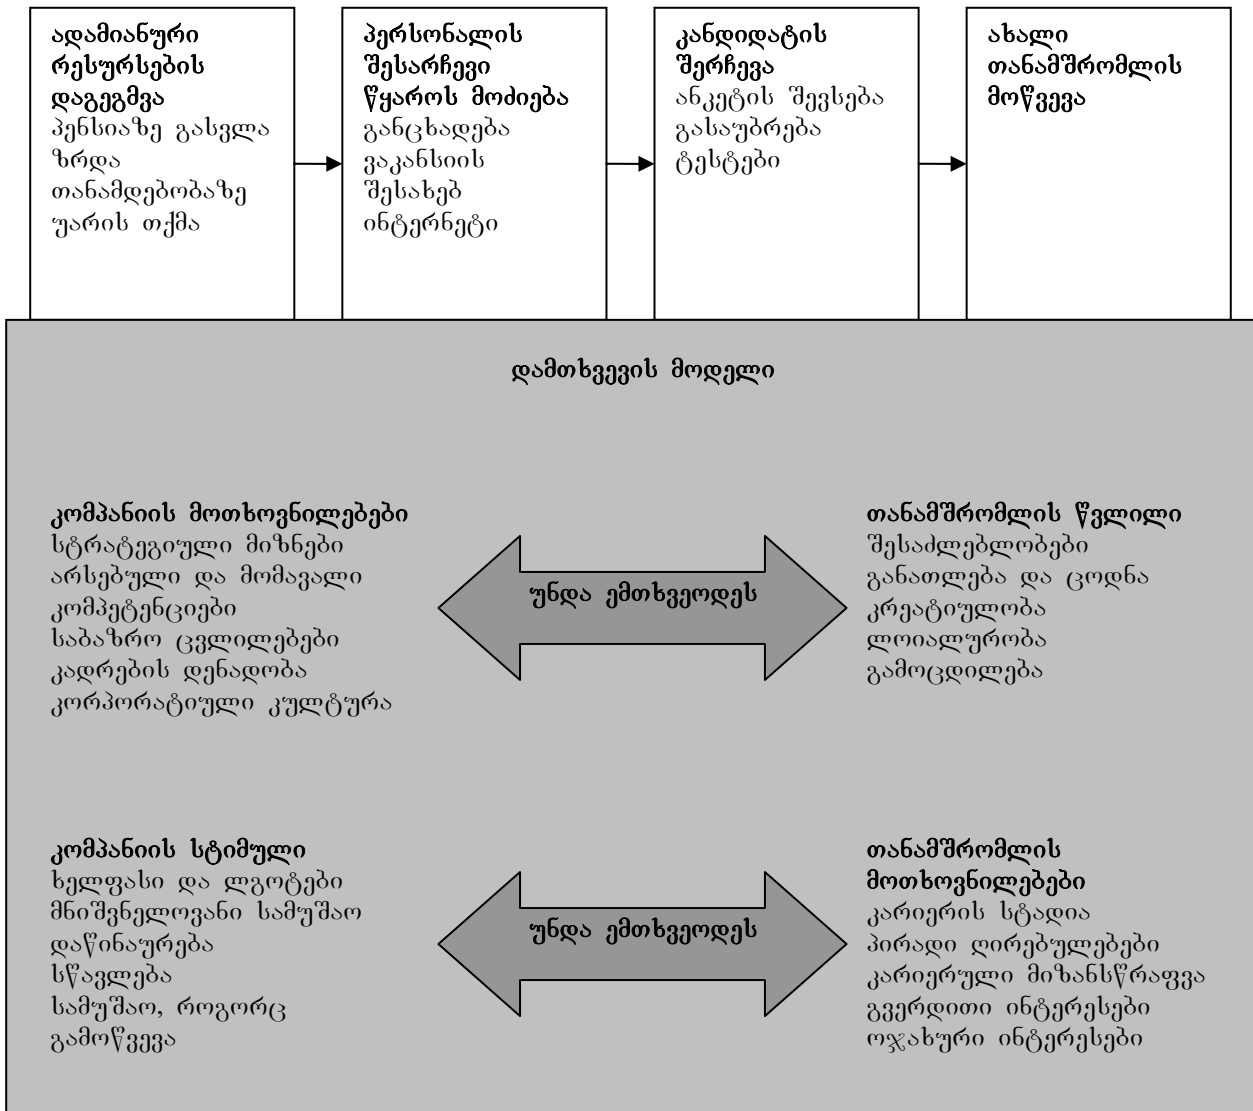 ადამიანური
რესურსების
დაგეგმვა
პენსიაზე გასვლა
ზრდა
თანამდებობაზე
უარის თქმა
პერსონალის
შესარჩევი
წყაროს მოძიება
განცხადება
ვაკანსიის
შესახებ
ინტერნეტი
კანდიდატის
შერჩევა
ანკეტის შევსება
გასაუბრება
ტესტები
ახალი
თანამშრომლის
მოწვევა
დამთხვევის მოდელი
კომპანიის მოთხოვნილებები
სტრატეგიული მიზნები
არსებული და მომავალი
კომპეტენციები
საბაზრო ცვლილებები
კადრების დენადობა
კორპორატიული კულტურა
უნდა ემთხვეოდეს
თანამშრომლის წვლილი
შესაძლებლობები
განათლება და ცოდნა
კრეატიულობა
ლოიალურობა
გამოცდილება
კომპანიის სტიმული
ხელფასი და ლგოტები
მნიშვნელოვანი სამუშაო
დაწინაურება
სწავლება
სამუშაო, როგორც
გამოწვევა
უნდა ემთხვეოდეს
თანამშრომლის
მოთხოვნილებები
კარიერის სტადია
პირადი ღირებულებები
კარიერული მიზანსწრაფვა
გვერდითი ინტერესები
ოჯახური ინტერესები